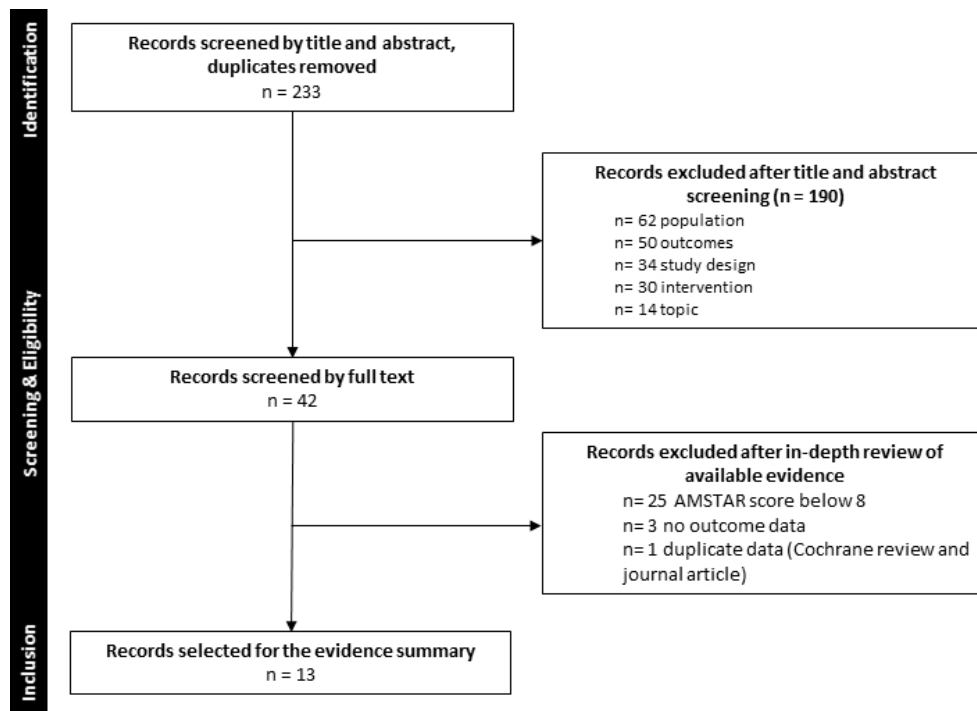 Identification
Records screened by title and abstract,
duplicates removed
n = 233
Records excluded after title and abstract
screening (n = 190)
n= 62 population
n= 50 outcomes
n= 34 study design
n= 30 intervention
n= 14 topic
Screening & Eligibility
Records screened by full text
n = 42
Records excluded after in-depth review of
available evidence
n= 25 AMSTAR score below 8
n= 3 no outcome data
n= 1 duplicate data (Cochrane review and
journal article)
Inclusion
Records selected for the evidence summary
n = 13